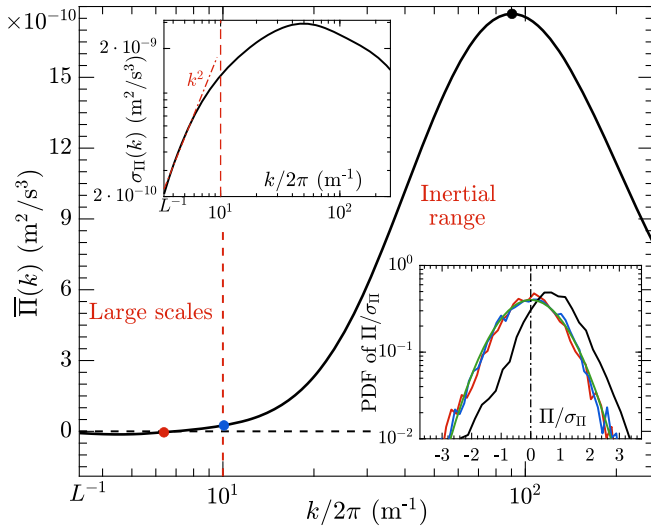 ×10⁻¹⁰
15
10
6
3
0
Π̅(k) (m²/s³)
L⁻¹
10¹
10²
k/2π (m⁻¹)
Large scales
Inertial
range
2 · 10⁻⁹
2 · 10⁻¹⁰
σ_Π(k) (m²/s³)
k²
k/2π (m⁻¹)
L⁻¹
10¹
10²
10⁰
10⁻¹
10⁻²
PDF of Π/σ_Π
Π/σ_Π
-3 -2 -1 0 1 2 3